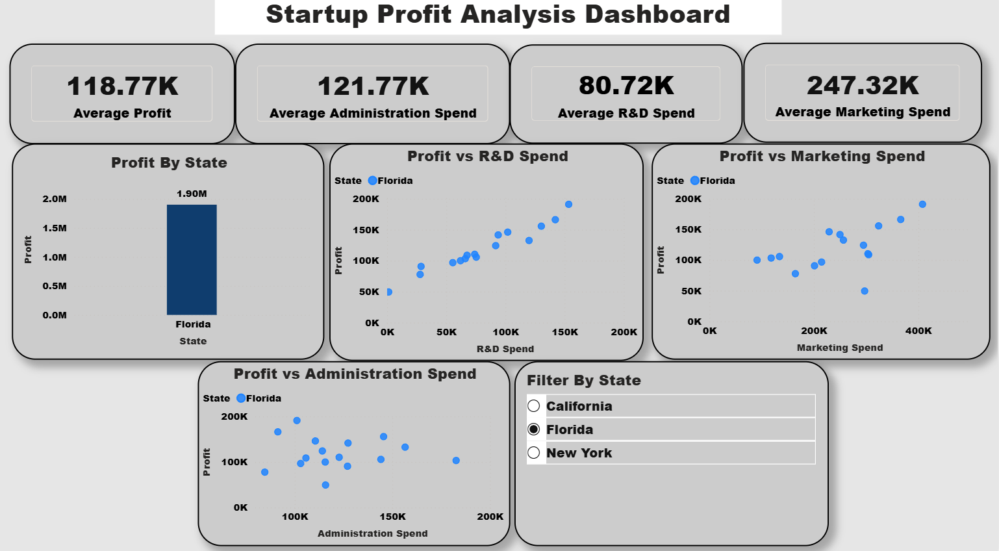 Startup Profit Analysis Dashboard
118.77K
Average Profit
121.77K
Average Administration Spend
80.72K
Average R&D Spend
247.32K
Average Marketing Spend
Profit By State
Profit
2.0M
1.5M
1.0M
0.5M
0.0M
1.90M
Florida
State
Profit vs R&D Spend
State Florida
Profit
200K
150K
100K
50K
0K
0K 50K 100K 150K 200K
R&D Spend
Profit vs Marketing Spend
State Florida
Profit
200K
150K
100K
50K
0K
0K 200K 400K
Marketing Spend
Profit vs Administration Spend
State Florida
Profit
200K
100K
0K
100K 150K 200K
Administration Spend
Filter By State
California
Florida
New York